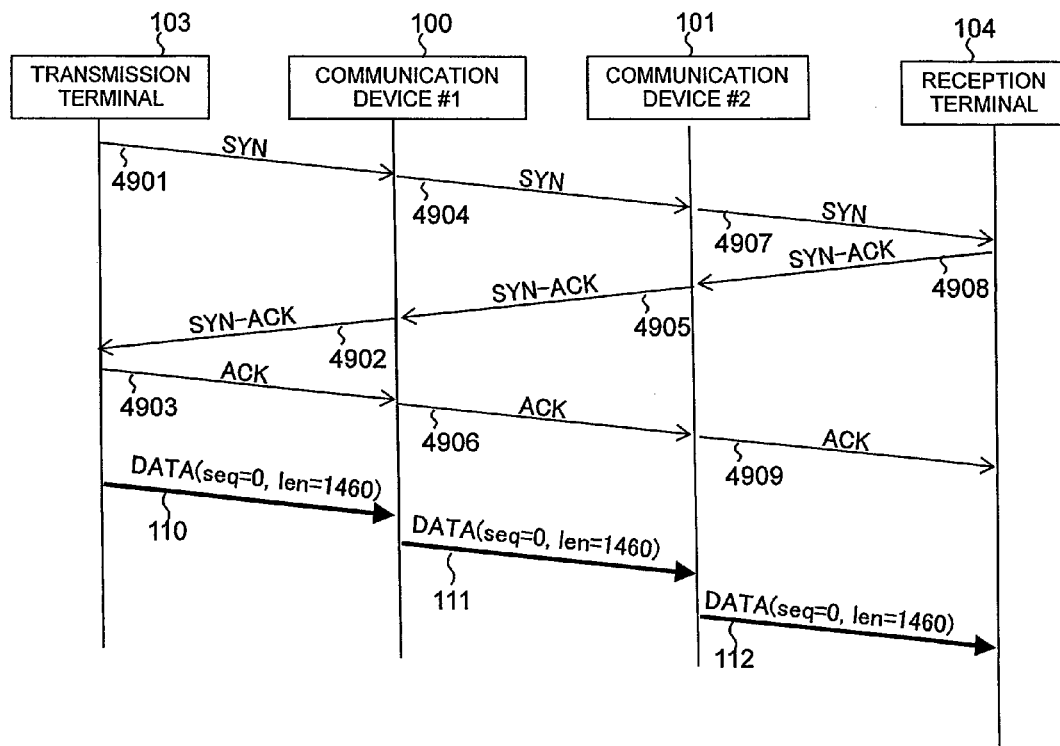 103
100
101
104
TRANSMISSION
TERMINAL
COMMUNICATION
DEVICE #1
COMMUNICATION
DEVICE #2
RECEPTION
TERMINAL
SYN
4901
SYN
4904
SYN
4907
SYN-ACK
4908
SYN-ACK
4905
SYN-ACK
4902
ACK
4903
ACK
4906
ACK
4909
DATA(seq=0, len=1460)
110
DATA(seq=0, len=1460)
111
DATA(seq=0, len=1460)
112